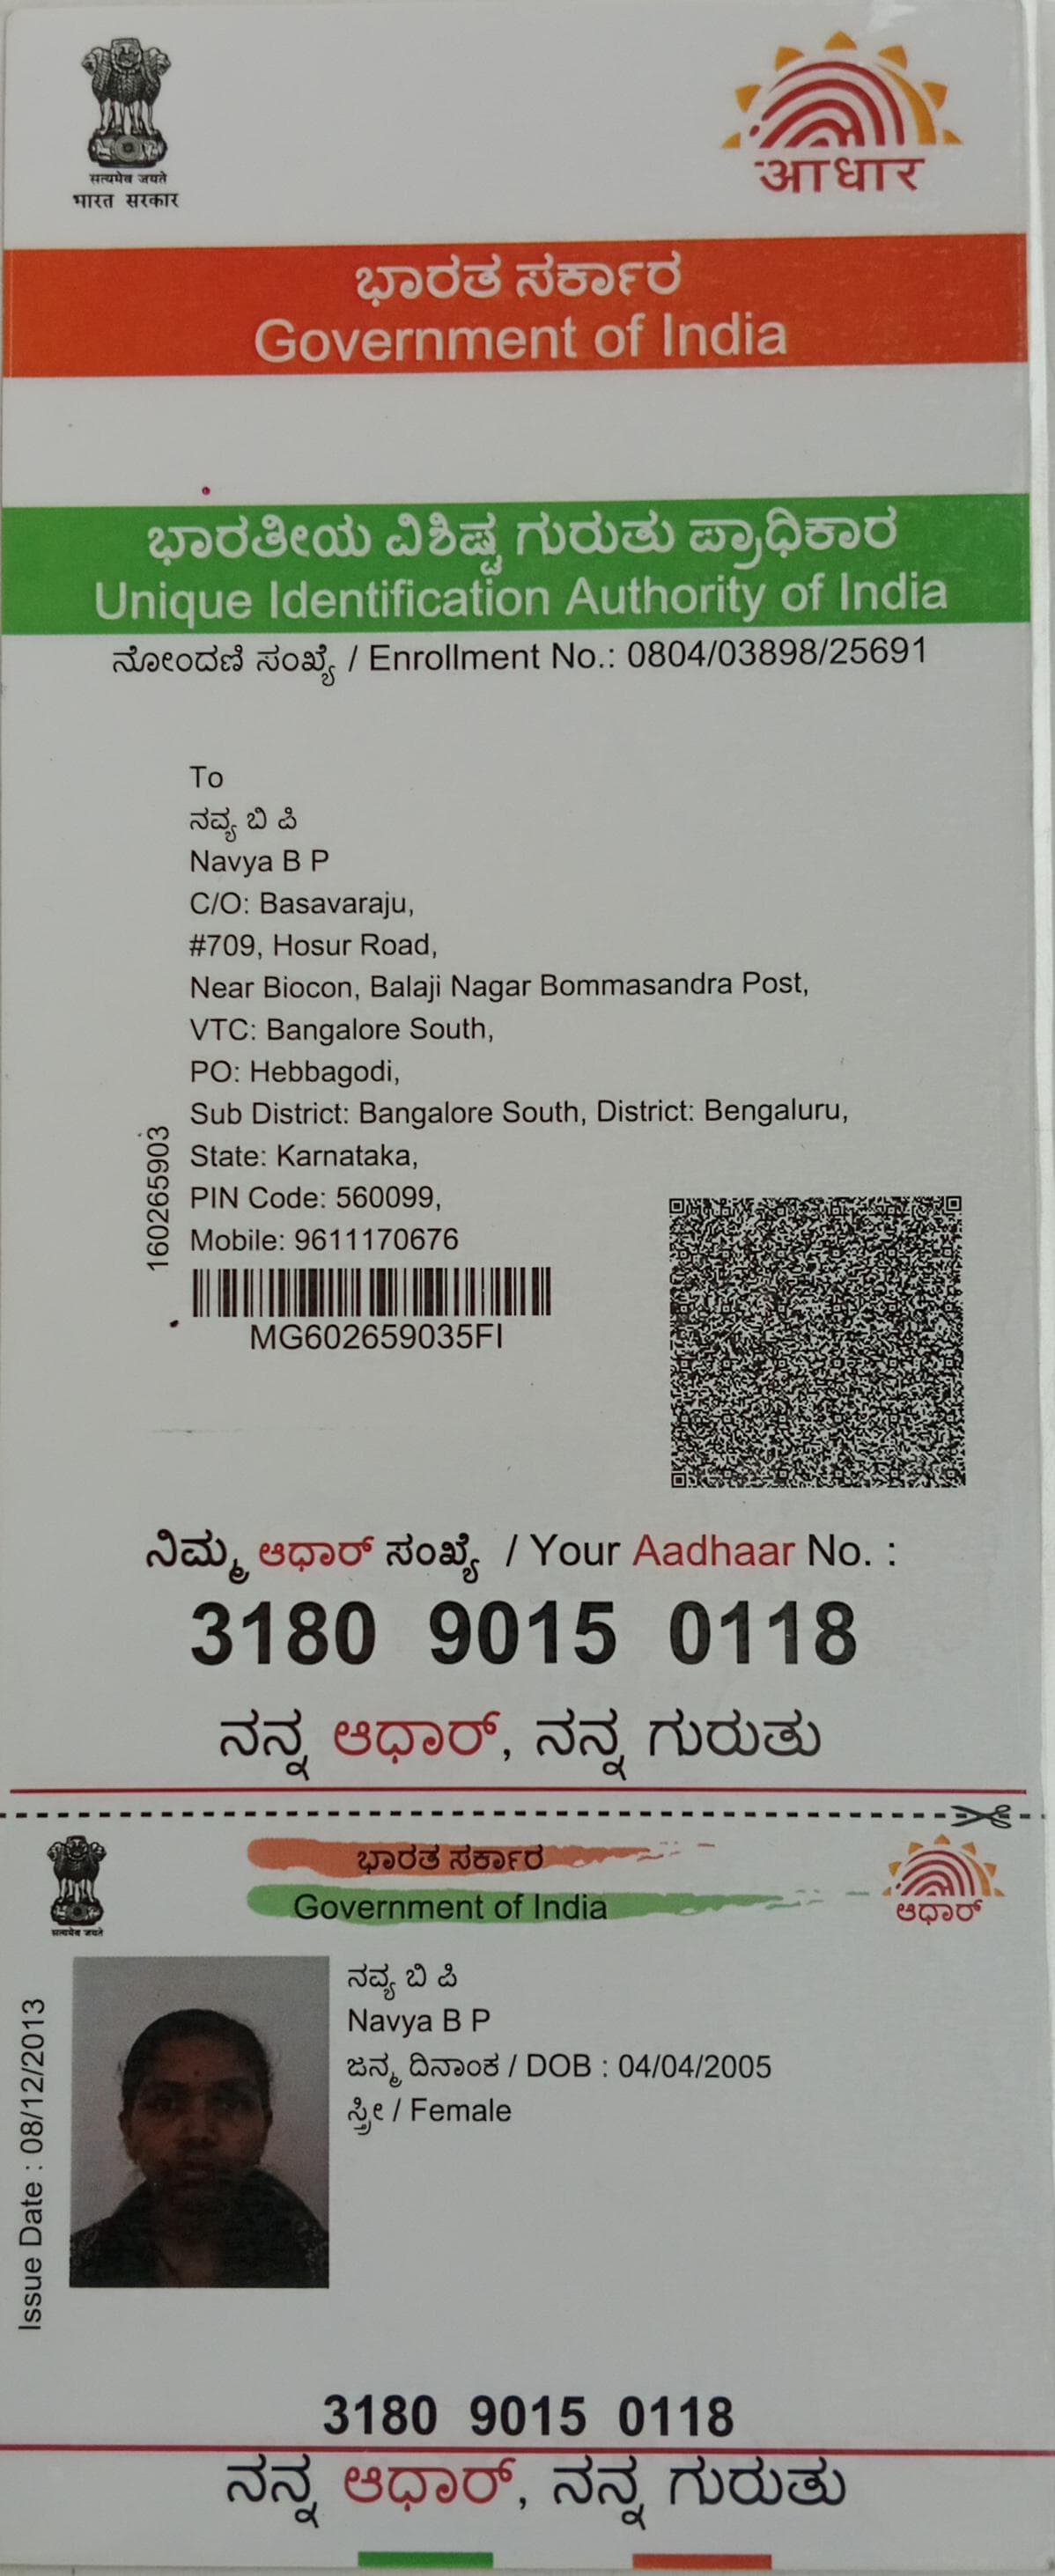 सत्यमेव जयते
भारत सरकार
आधार
ಭಾರತ ಸರ್ಕಾರ
Government of India
ಭಾರತೀಯ ವಿಶಿಷ್ಟ ಗುರುತು ಪ್ರಾಧಿಕಾರ
Unique Identification Authority of India
ನೋಂದಣಿ ಸಂಖ್ಯೆ / Enrollment No.: 0804/03898/25691
To
ನವ್ಯ ಬಿ ಪಿ
Navya B P
C/O: Basavaraju,
#709, Hosur Road,
Near Biocon, Balaji Nagar Bommasandra Post,
VTC: Bangalore South,
PO: Hebbagodi,
Sub District: Bangalore South, District: Bengaluru,
State: Karnataka,
PIN Code: 560099,
Mobile: 9611170676
160265903
MG602659035FI
ನಿಮ್ಮ ಆಧಾರ್ ಸಂಖ್ಯೆ / Your Aadhaar No. :
3180 9015 0118
ನನ್ನ ಆಧಾರ್, ನನ್ನ ಗುರುತು
ಭಾರತ ಸರ್ಕಾರ
Government of India
सत्यमेव जयते
ಆಧಾರ್
Issue Date : 08/12/2013
ನವ್ಯ ಬಿ ಪಿ
Navya B P
ಜನ್ಮ ದಿನಾಂಕ / DOB : 04/04/2005
ಸ್ತ್ರೀ / Female
3180 9015 0118
ನನ್ನ ಆಧಾರ್, ನನ್ನ ಗುರುತು